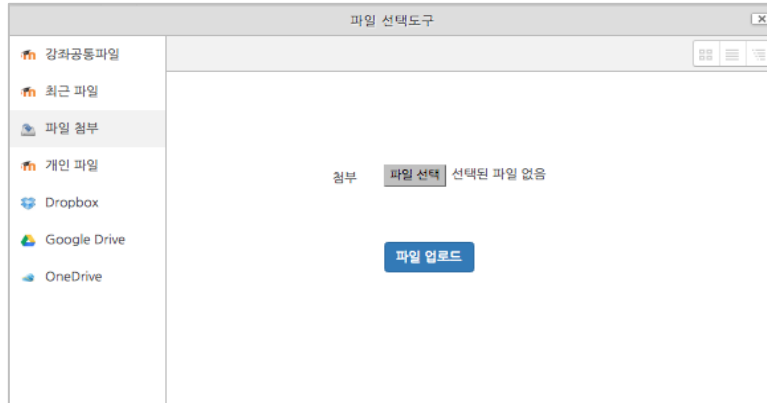 파일 선택도구
강좌공통파일
최근 파일
파일 첨부
개인 파일
Dropbox
Google Drive
OneDrive
첨부 파일 선택 선택된 파일 없음
파일 업로드